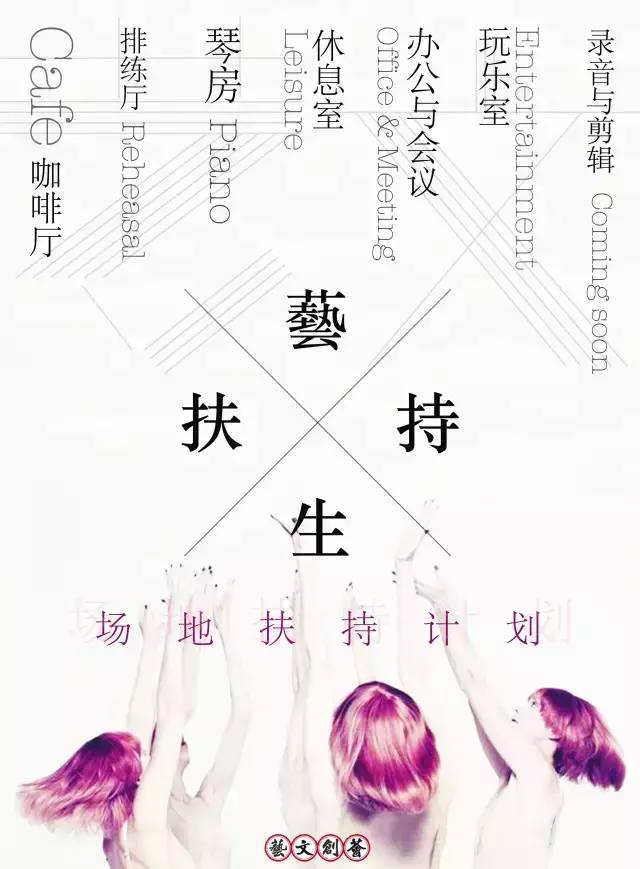 Cafe 咖啡厅
排练厅 Reheasal
琴房 Piano
休息室
Leisure
办公与会议
Office & Meeting
玩乐室
Entertainment
录音与剪辑 Coming soon
藝
扶 持
生
场地扶持计划
藝文創薈